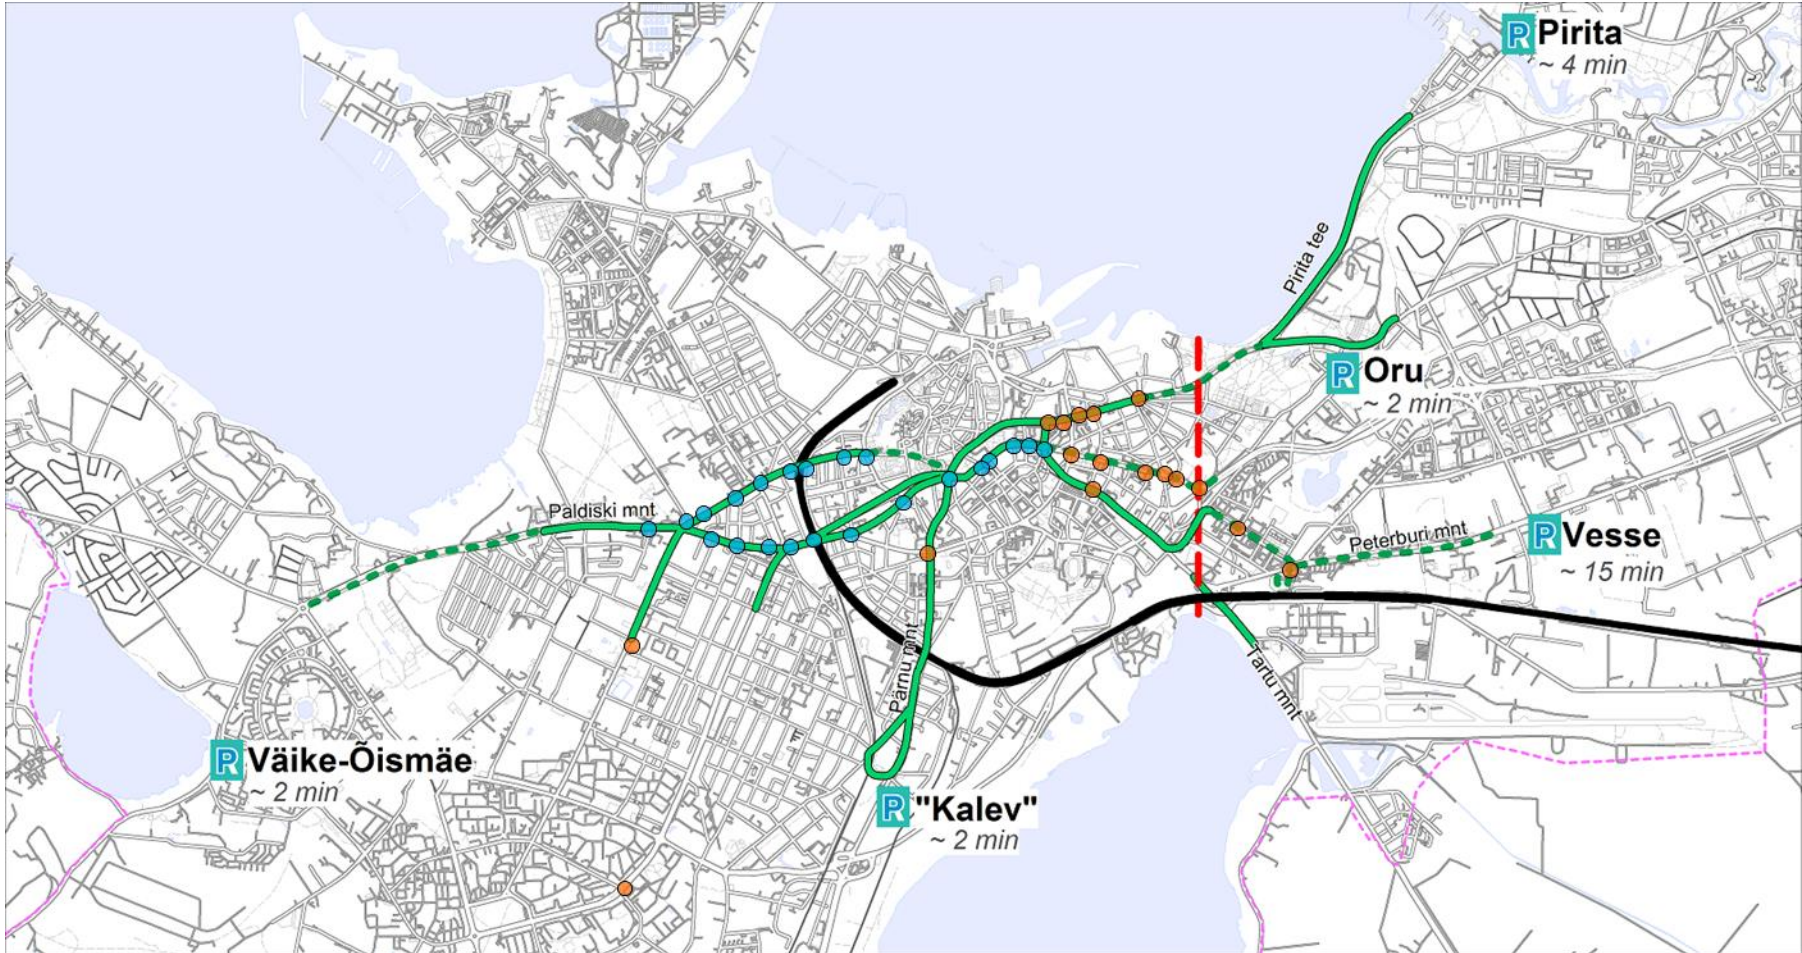 R Pirita
~ 4 min
Pirita tee
R Oru
~ 2 min
Paldiski mnt
Peterburi mnt
R Vesse
~ 15 min
Pärnu mnt
Tartu mnt
R Väike-Õismäe
~ 2 min
R "Kalev"
~ 2 min